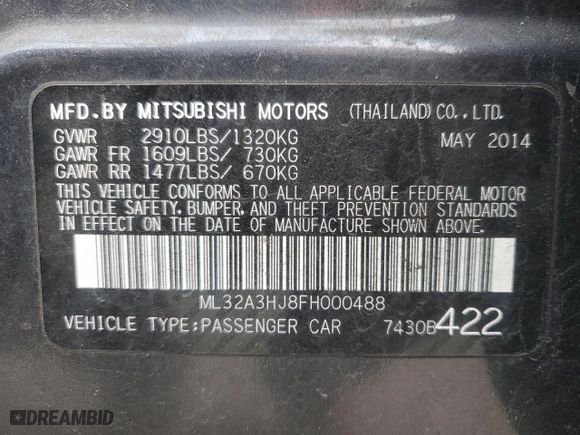 MFD.BY MITSUBISHI MOTORS (THAILAND)CO.,LTD.
GVWR 2910LBS/1320KG MAY 2014
GAWR FR 1609LBS/ 730KG
GAWR RR 1477LBS/ 670KG
THIS VEHICLE CONFORMS TO ALL APPLICABLE FEDERAL MOTOR
VEHICLE SAFETY, BUMPER, AND THEFT PREVENTION STANDARDS
IN EFFECT ON THE DATE OF MANUFACTURE SHOWN ABOVE.
ML32A3HJ8FH000488
VEHICLE TYPE;PASSENGER CAR 7430B422
DREAMBID